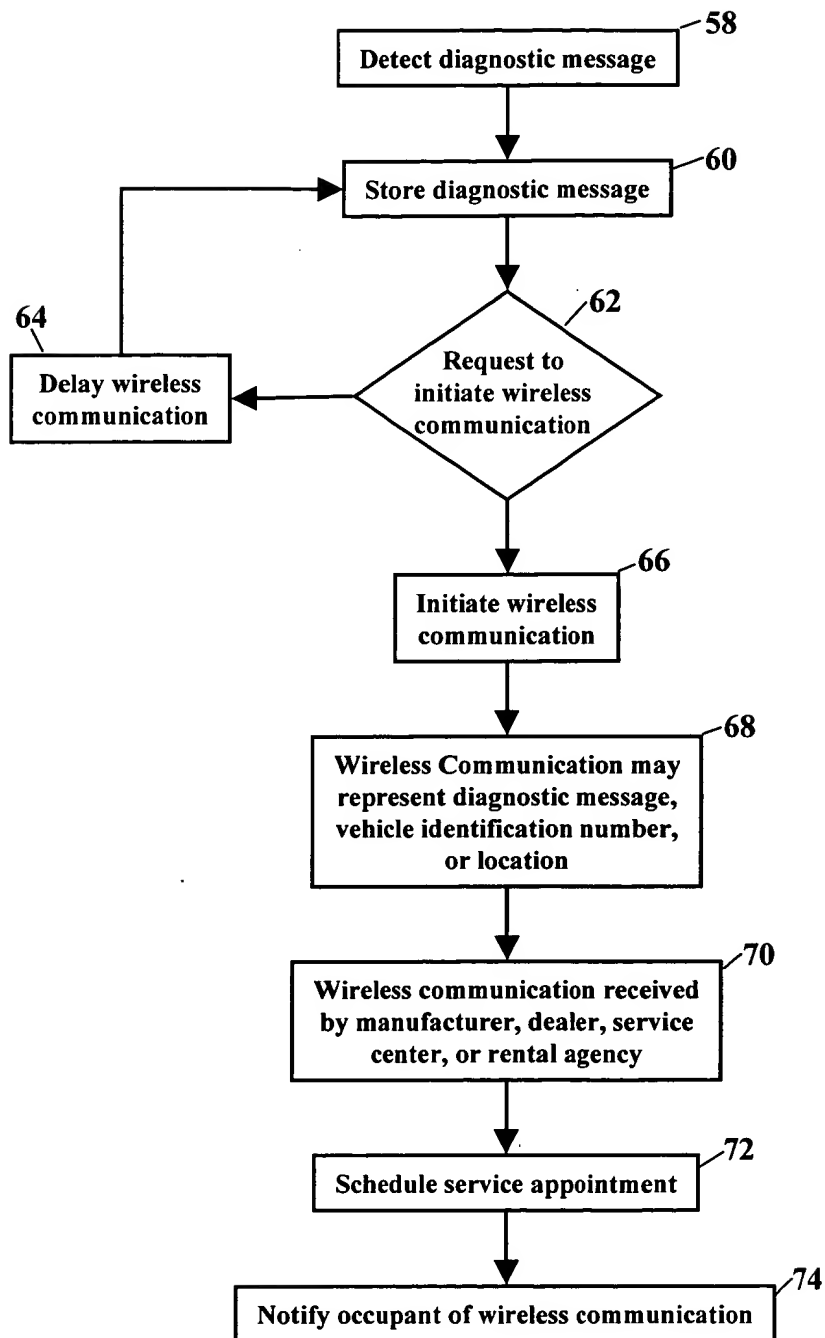 58
Detect diagnostic message
60
Store diagnostic message
62
Request to
initiate wireless
communication
64
Delay wireless
communication
66
Initiate wireless
communication
68
Wireless Communication may
represent diagnostic message,
vehicle identification number,
or location
70
Wireless communication received
by manufacturer, dealer, service
center, or rental agency
72
Schedule service appointment
74
Notify occupant of wireless communication